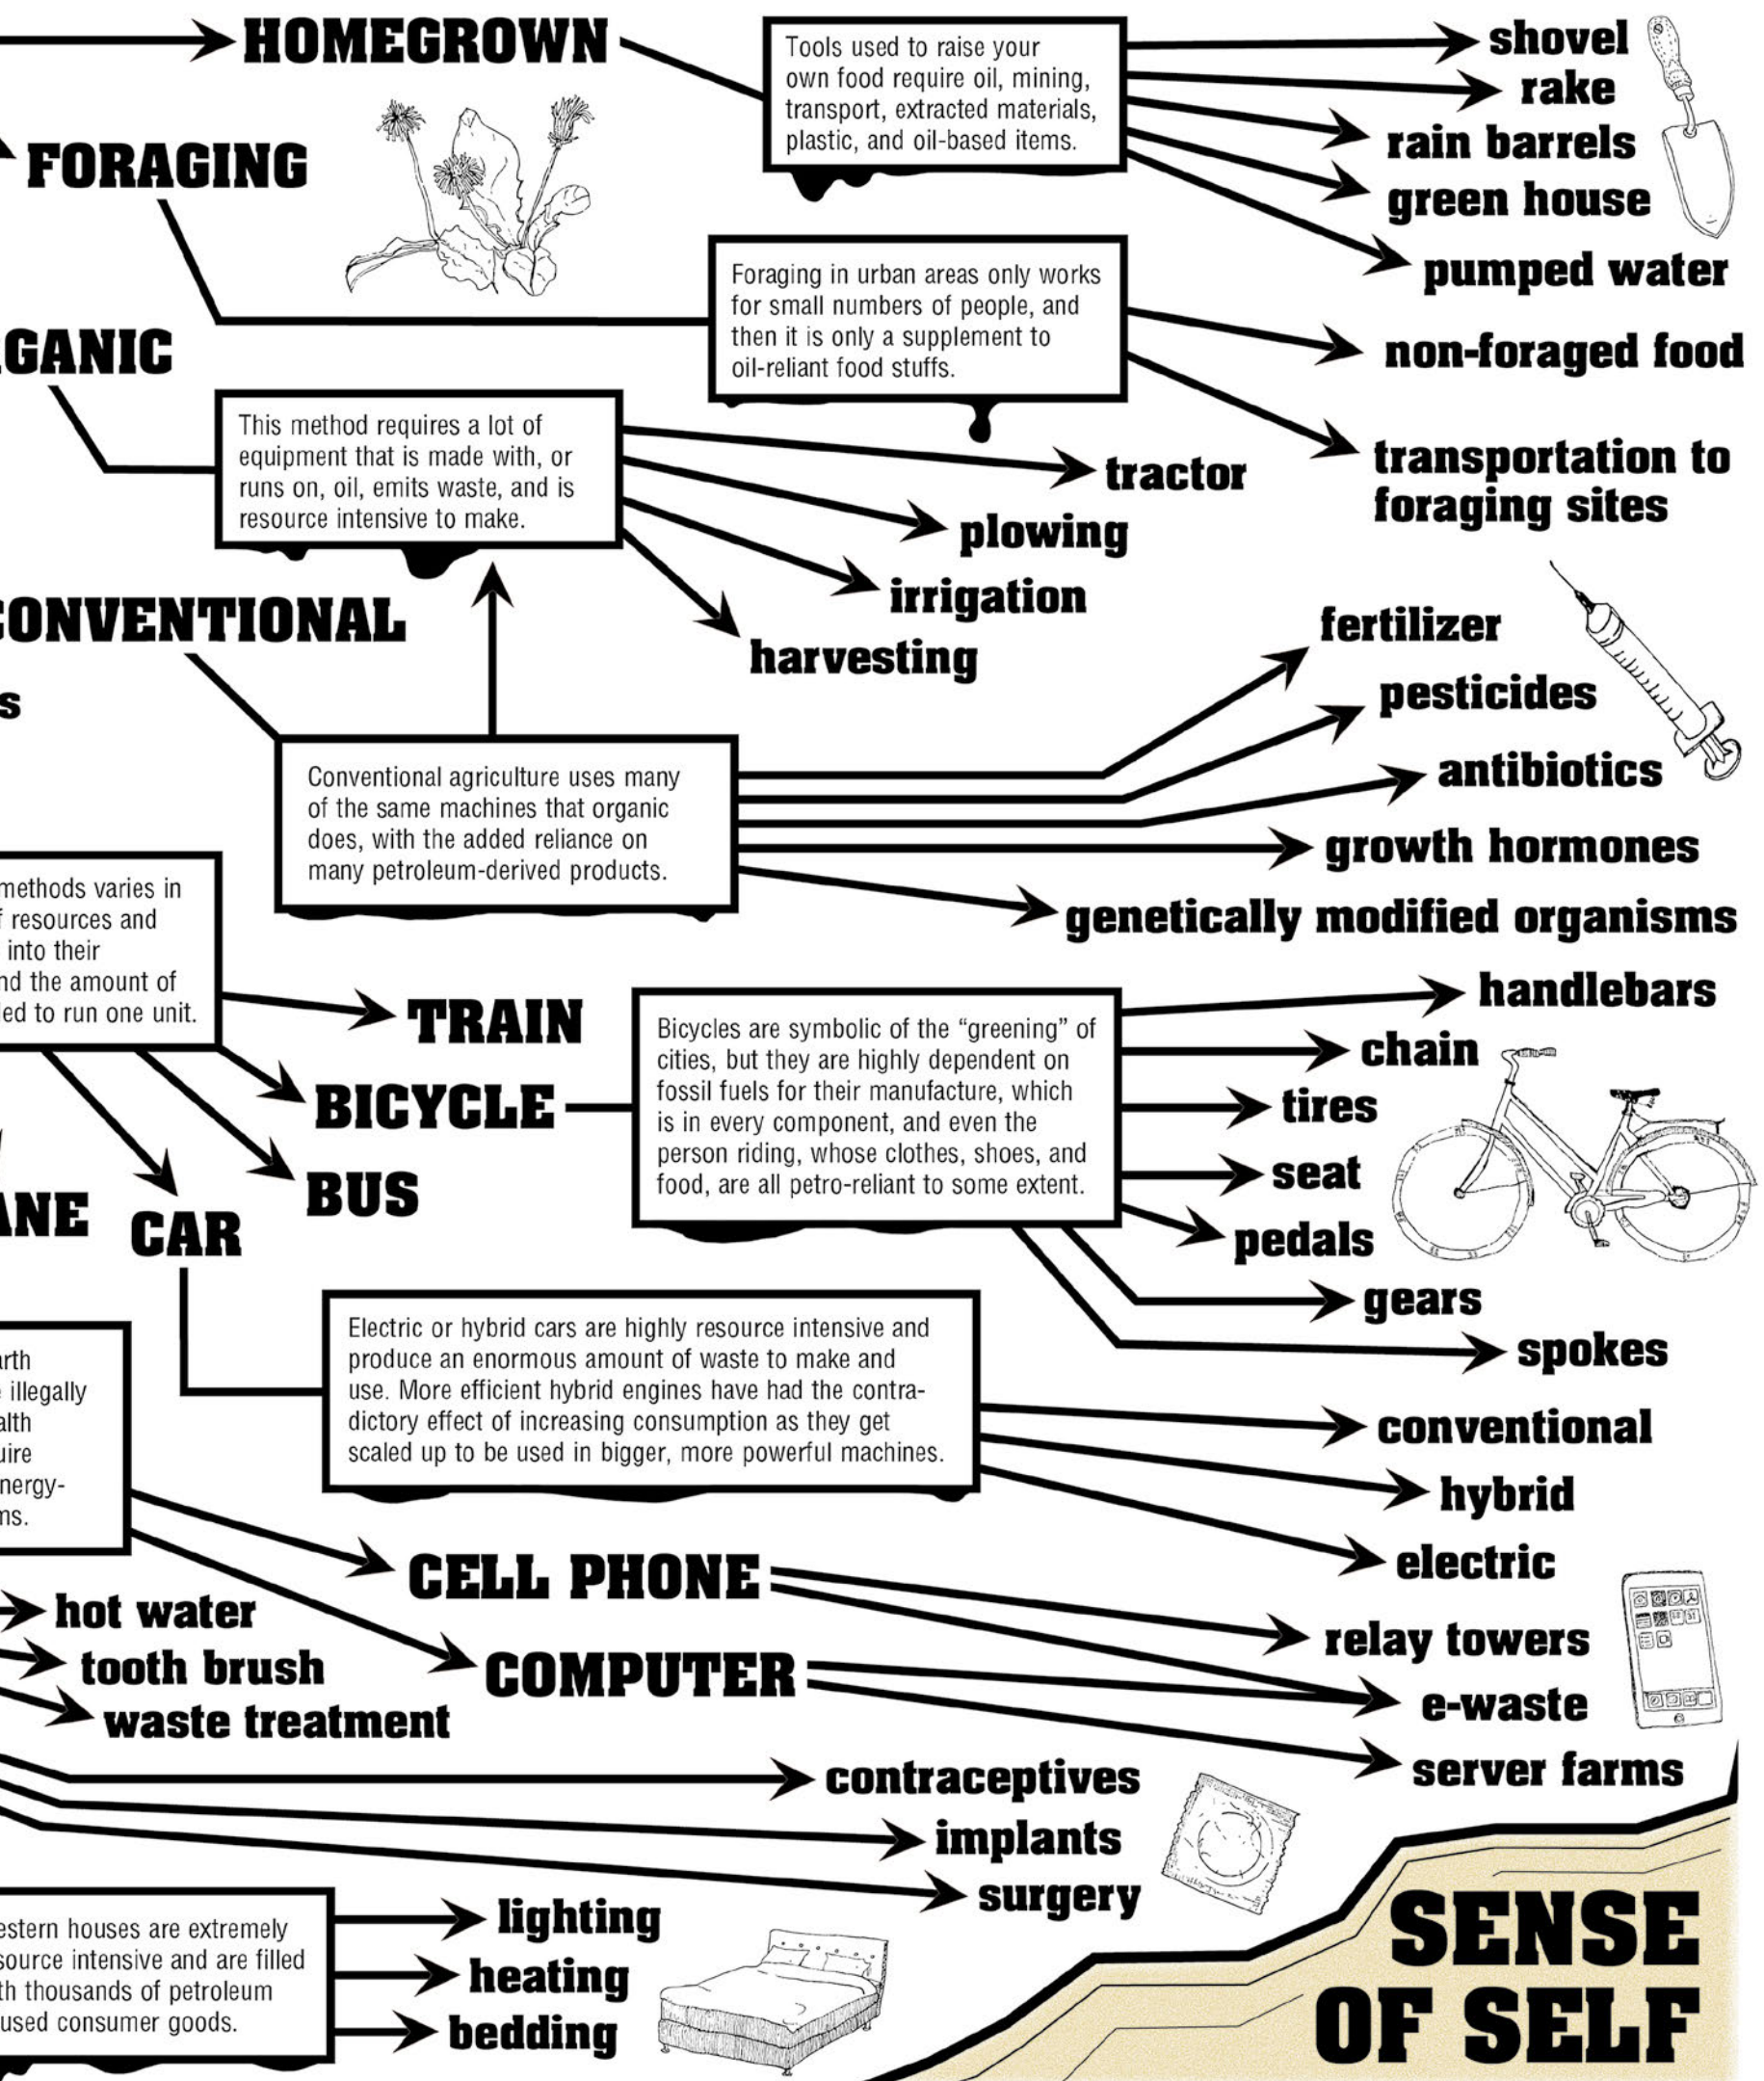 HOMEGROWN
Tools used to raise your
own food require oil, mining,
transport, extracted materials,
plastic, and oil-based items.
shovel
rake
rain barrels
green house
pumped water
FORAGING
Foraging in urban areas only works
for small numbers of people, and
then it is only a supplement to
oil-reliant food stuffs.
non-foraged food
transportation to
foraging sites
GANIC
This method requires a lot of
equipment that is made with, or
runs on, oil, emits waste, and is
resource intensive to make.
tractor
plowing
irrigation
harvesting
CONVENTIONAL
s
Conventional agriculture uses many
of the same machines that organic
does, with the added reliance on
many petroleum-derived products.
fertilizer
pesticides
antibiotics
growth hormones
genetically modified organisms
methods varies in
f resources and
into their
nd the amount of
led to run one unit.
TRAIN
BICYCLE
BUS
CAR
ANE
Bicycles are symbolic of the “greening” of
cities, but they are highly dependent on
fossil fuels for their manufacture, which
is in every component, and even the
person riding, whose clothes, shoes, and
food, are all petro-reliant to some extent.
handlebars
chain
tires
seat
pedals
gears
spokes
Electric or hybrid cars are highly resource intensive and
produce an enormous amount of waste to make and
use. More efficient hybrid engines have had the contra-
dictory effect of increasing consumption as they get
scaled up to be used in bigger, more powerful machines.
conventional
hybrid
electric
arth
illegally
alth
uire
nergy-
ms.
CELL PHONE
COMPUTER
relay towers
e-waste
server farms
hot water
tooth brush
waste treatment
contraceptives
implants
surgery
estern houses are extremely
source intensive and are filled
th thousands of petroleum
used consumer goods.
lighting
heating
bedding
SENSE
OF SELF